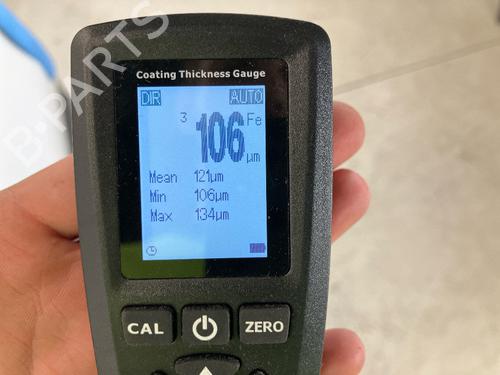 B-PARTS
Coating Thickness Gauge
DIR AUTO
3 106 Fe
µm
Mean 121µm
Min 106µm
Max 134µm
CAL ZERO